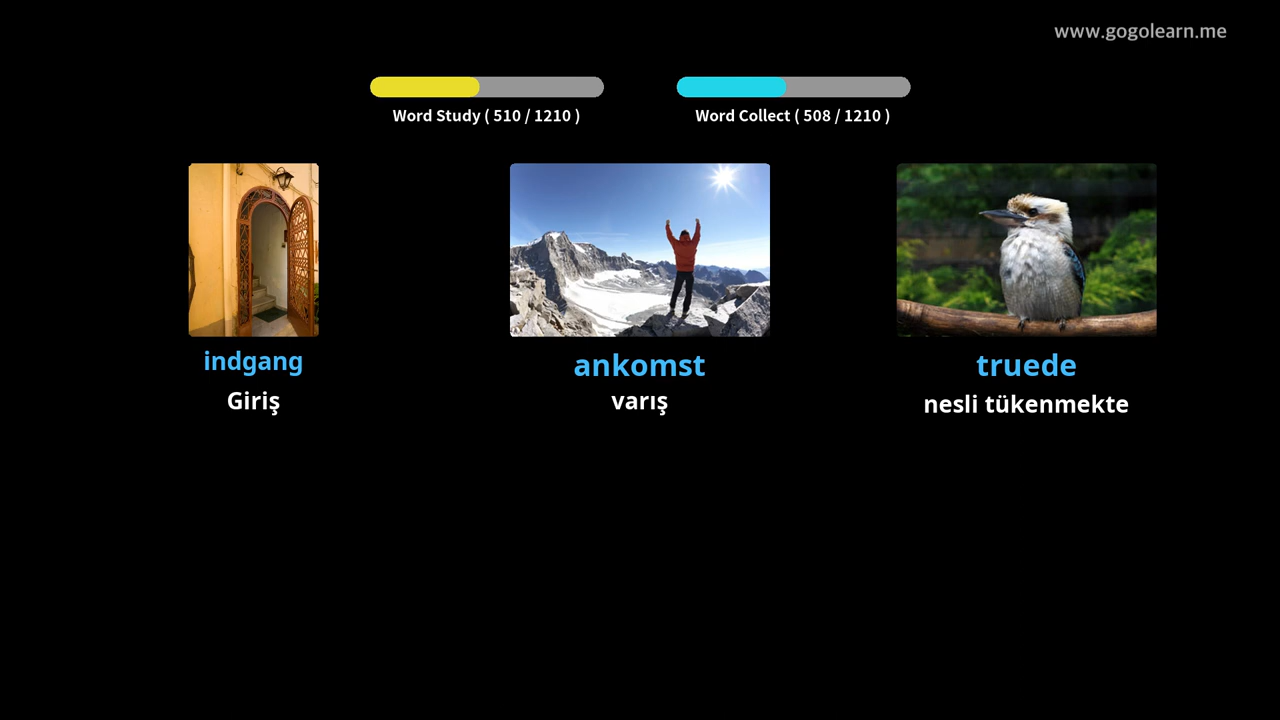 www.gogolearn.me
Word Study ( 510 / 1210 )
Word Collect ( 508 / 1210 )
indgang
Giriş
ankomst
varış
truede
nesli tükenmekte